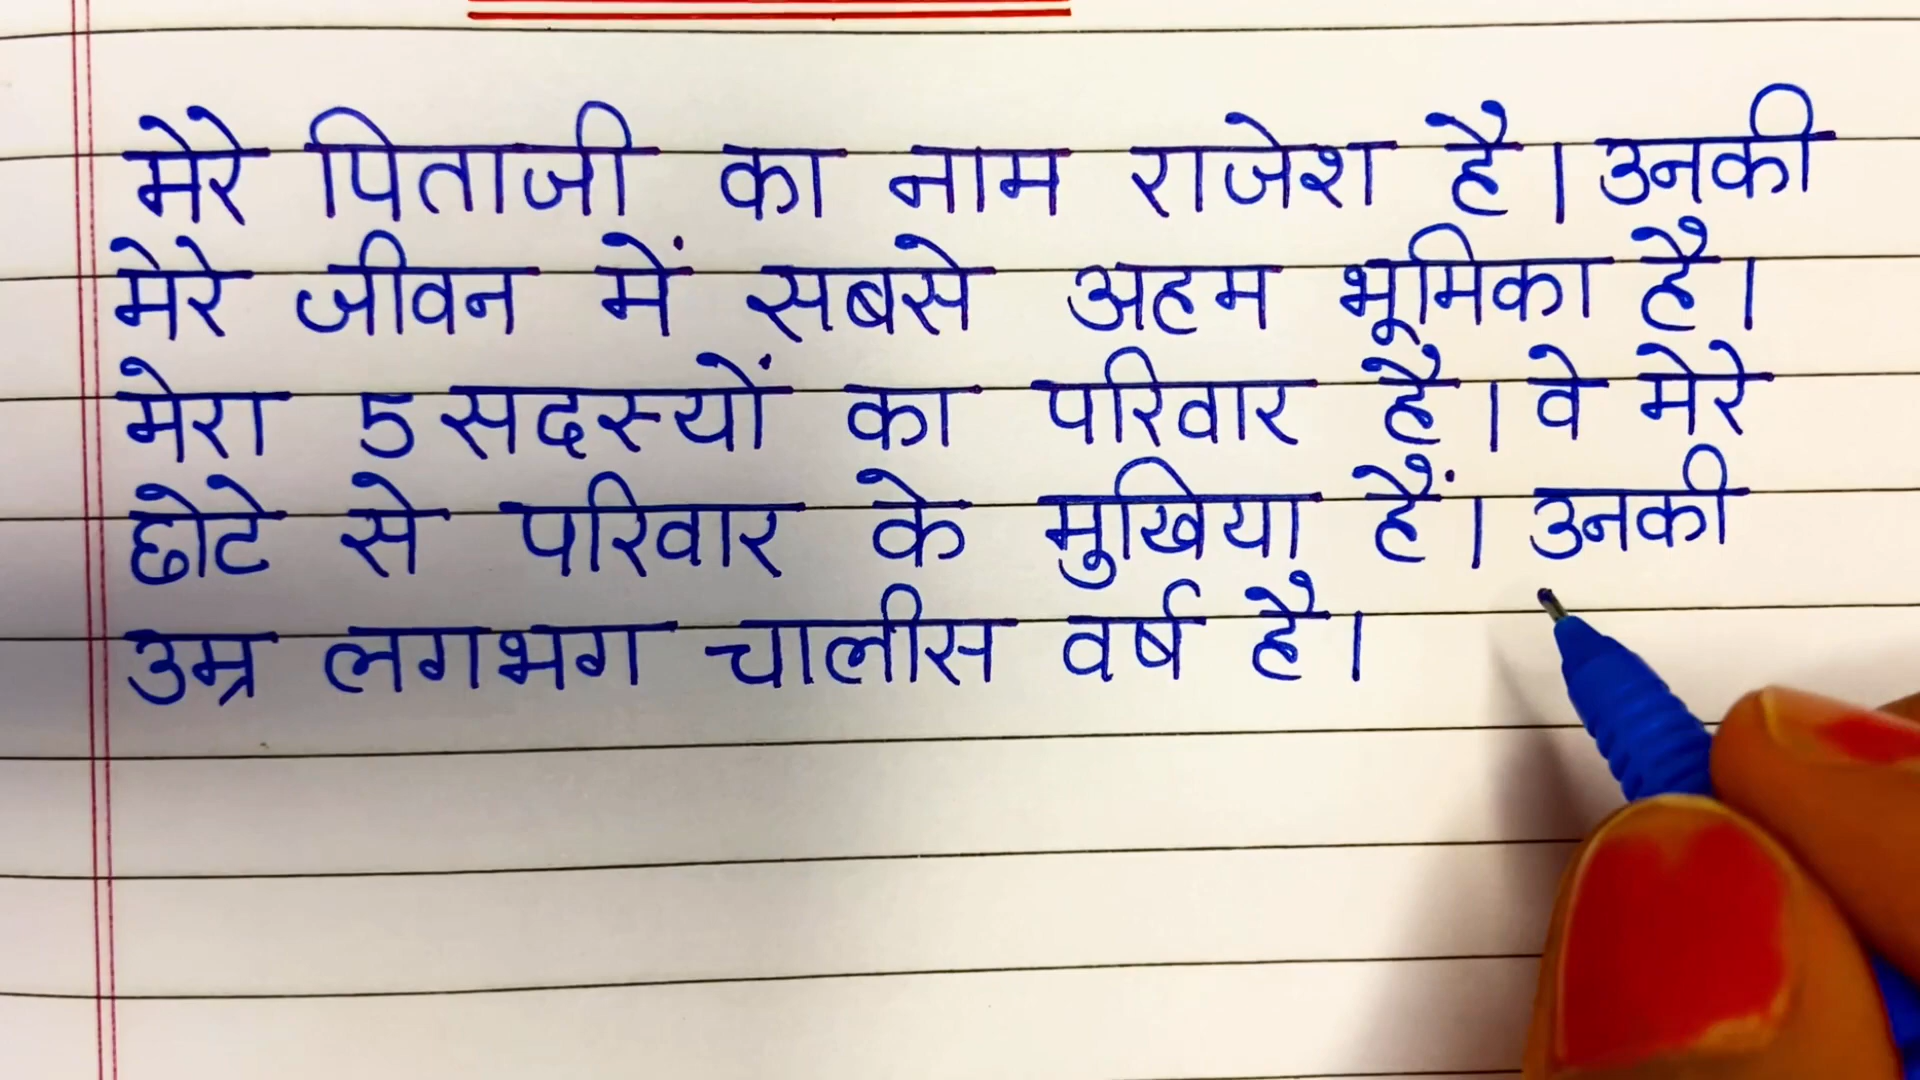 मेरे पिताजी का नाम राजेश है। उनकी
मेरे जीवन में सबसे अहम भूमिका है।
मेरा 5 सदस्यों का परिवार है। वे मेरे
छोटे से परिवार के मुखिया हैं। उनकी
उम्र लगभग चालीस वर्ष है।